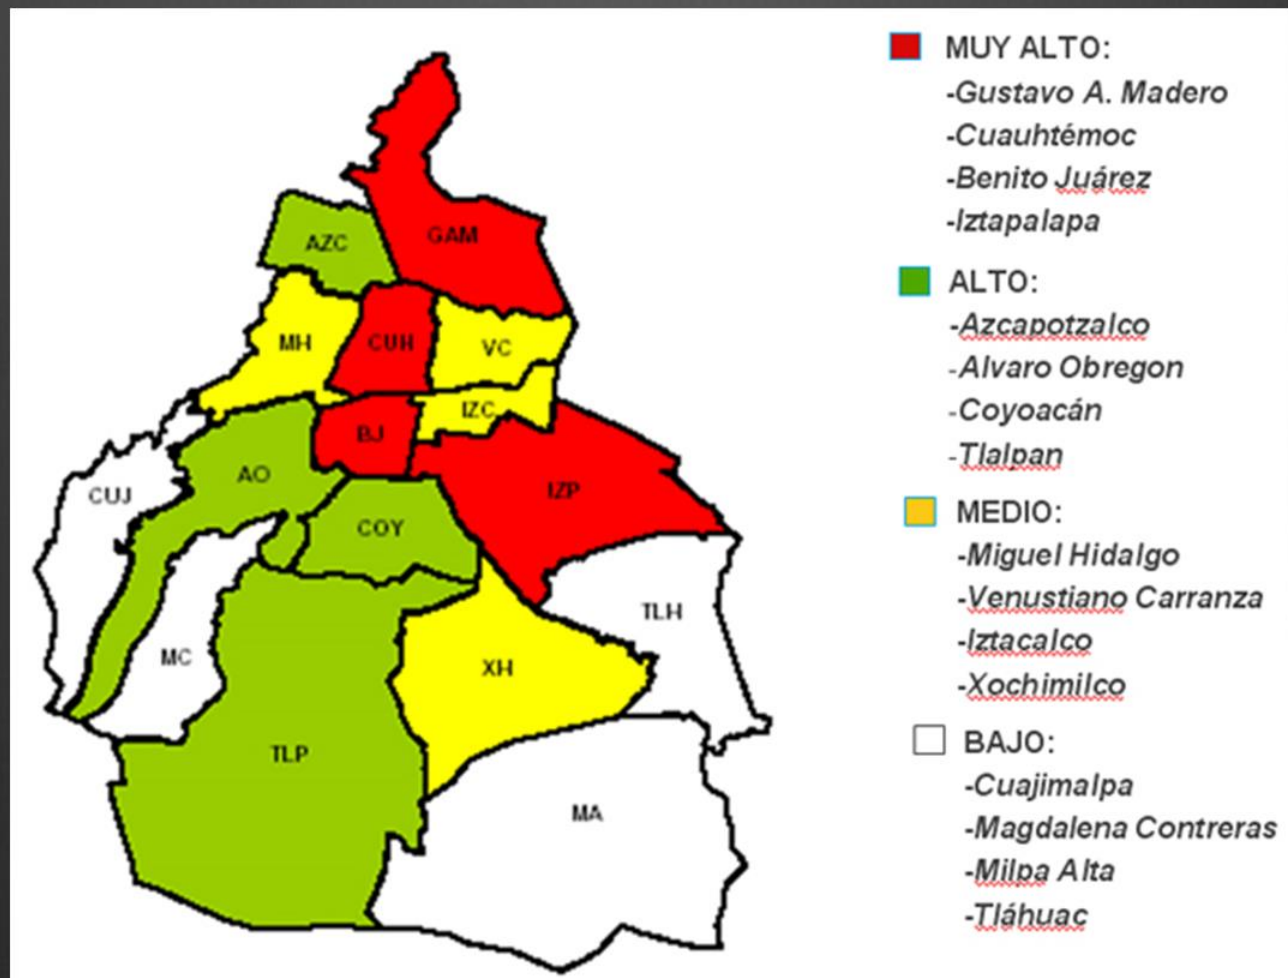 AZC
GAM
MH
CUH
VC
IZC
BJ
AO
CUJ
IZP
COY
TLH
MC
XH
TLP
MA
MUY ALTO:
-Gustavo A. Madero
-Cuauhtémoc
-Benito Juárez
-Iztapalapa
ALTO:
-Azcapotzalco
-Alvaro Obregon
-Coyoacán
-Tlalpan
MEDIO:
-Miguel Hidalgo
-Venustiano Carranza
-Iztacalco
-Xochimilco
BAJO:
-Cuajimalpa
-Magdalena Contreras
-Milpa Alta
-Tláhuac